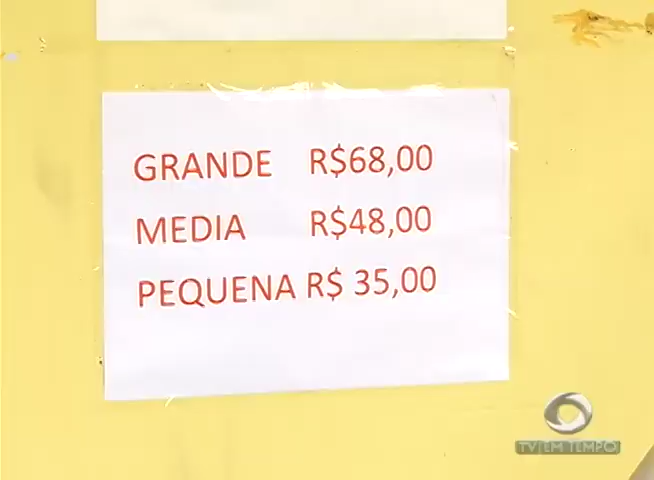 GRANDE R$68,00
MEDIA R$48,00
PEQUENA R$ 35,00
TV EM TEMPO